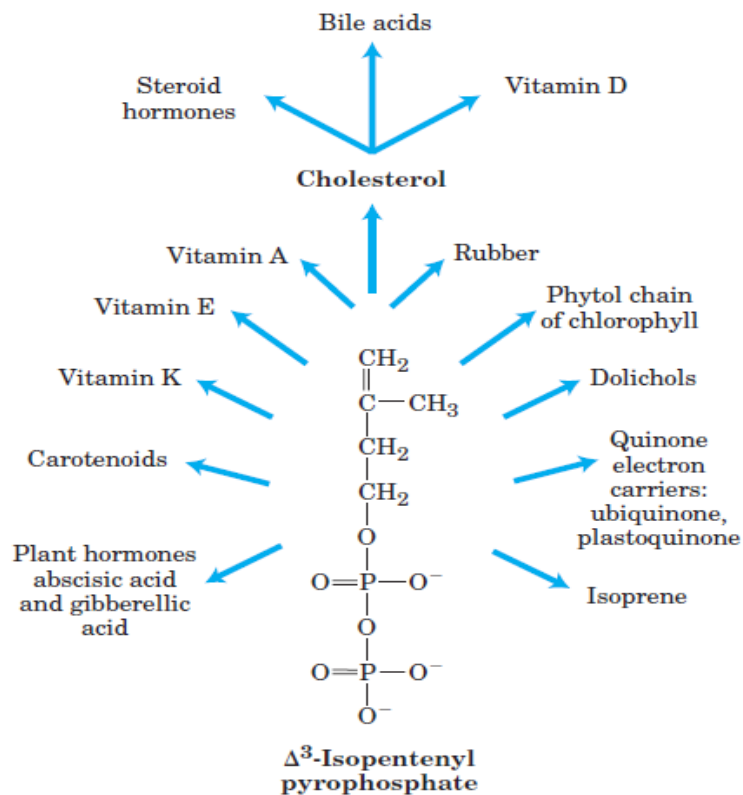 Bile acids
Steroid
hormones
Vitamin D
Cholesterol
Vitamin A
Rubber
Vitamin E
Phytol chain
of chlorophyll
Vitamin K
Dolichols
Carotenoids
Quinone
electron
carriers:
ubiquinone,
plastoquinone
Plant hormones
abscisic acid
and gibberellic
acid
Isoprene
CH₂
C—CH₃
CH₂
CH₂
O
O=P—O⁻
O
O=P—O⁻
O⁻
Δ³-Isopentenyl
pyrophosphate